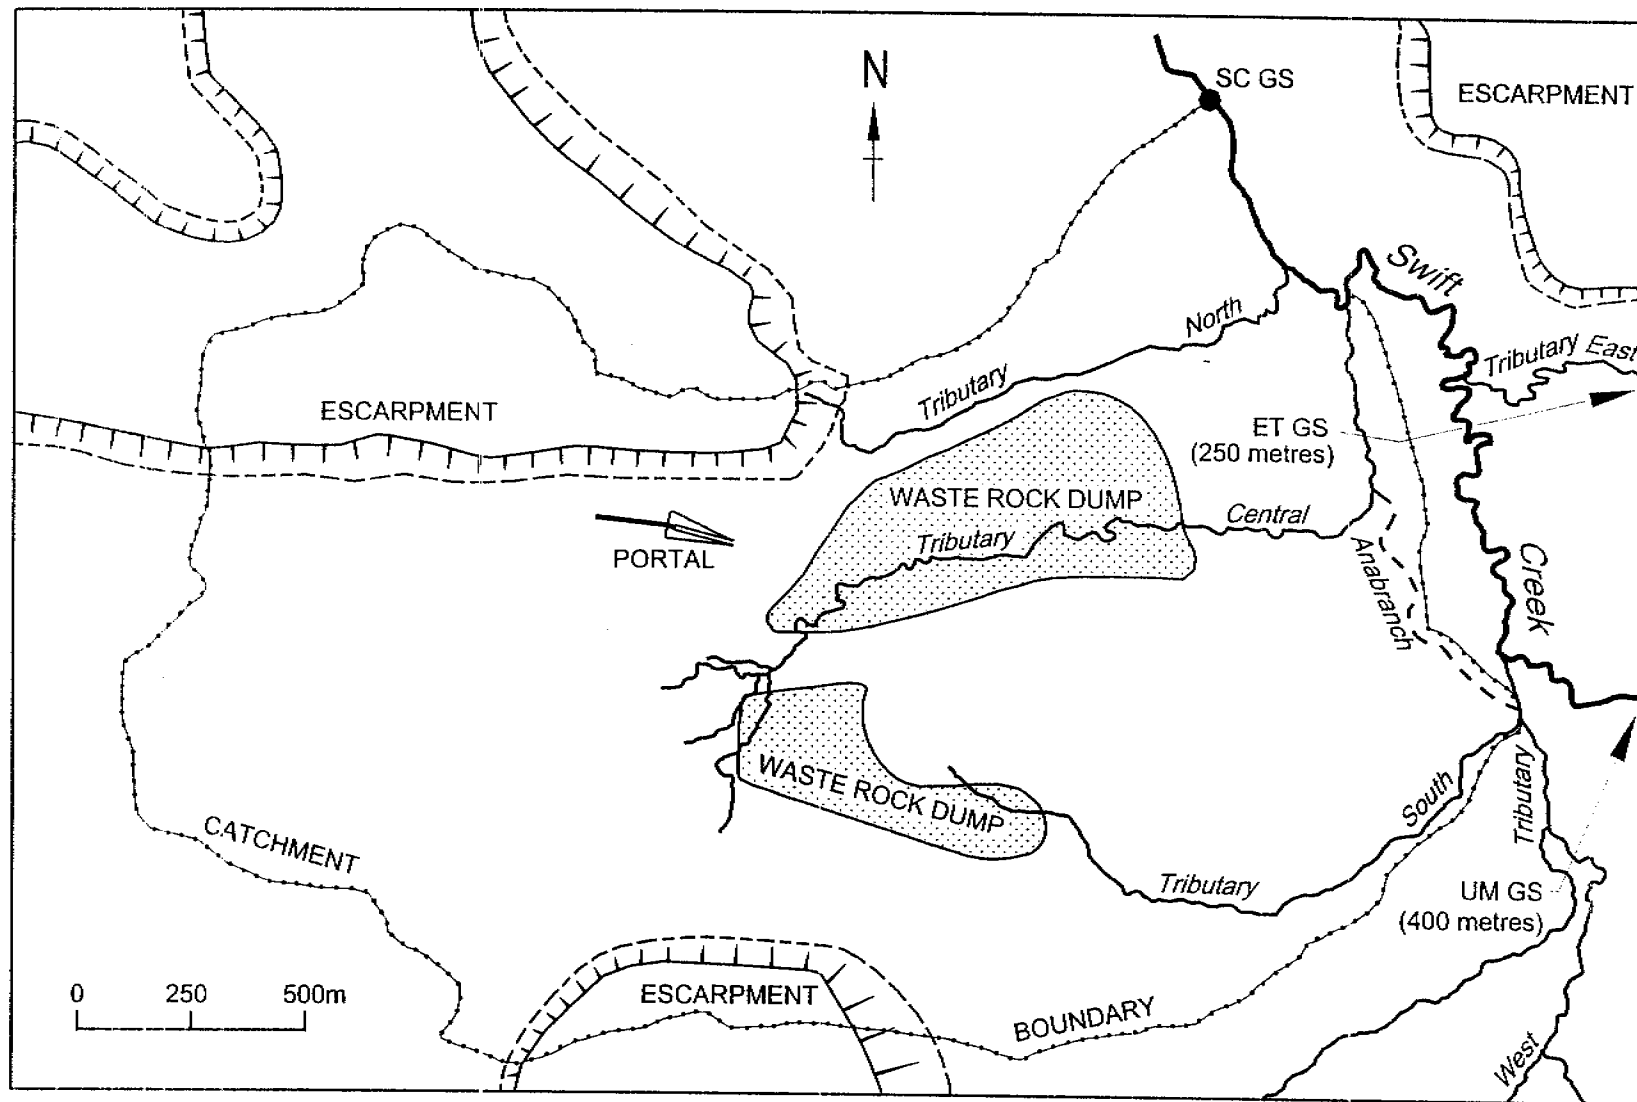 N
SC GS
ESCARPMENT
Swift
North
Tributary
Tributary East
ESCARPMENT
ET GS
(250 metres)
WASTE ROCK DUMP
Tributary
Central
PORTAL
Anabranch
Creek
WASTE ROCK DUMP
South
Tributary
Tributary
CATCHMENT
UM GS
(400 metres)
0 250 500m
ESCARPMENT
BOUNDARY
West